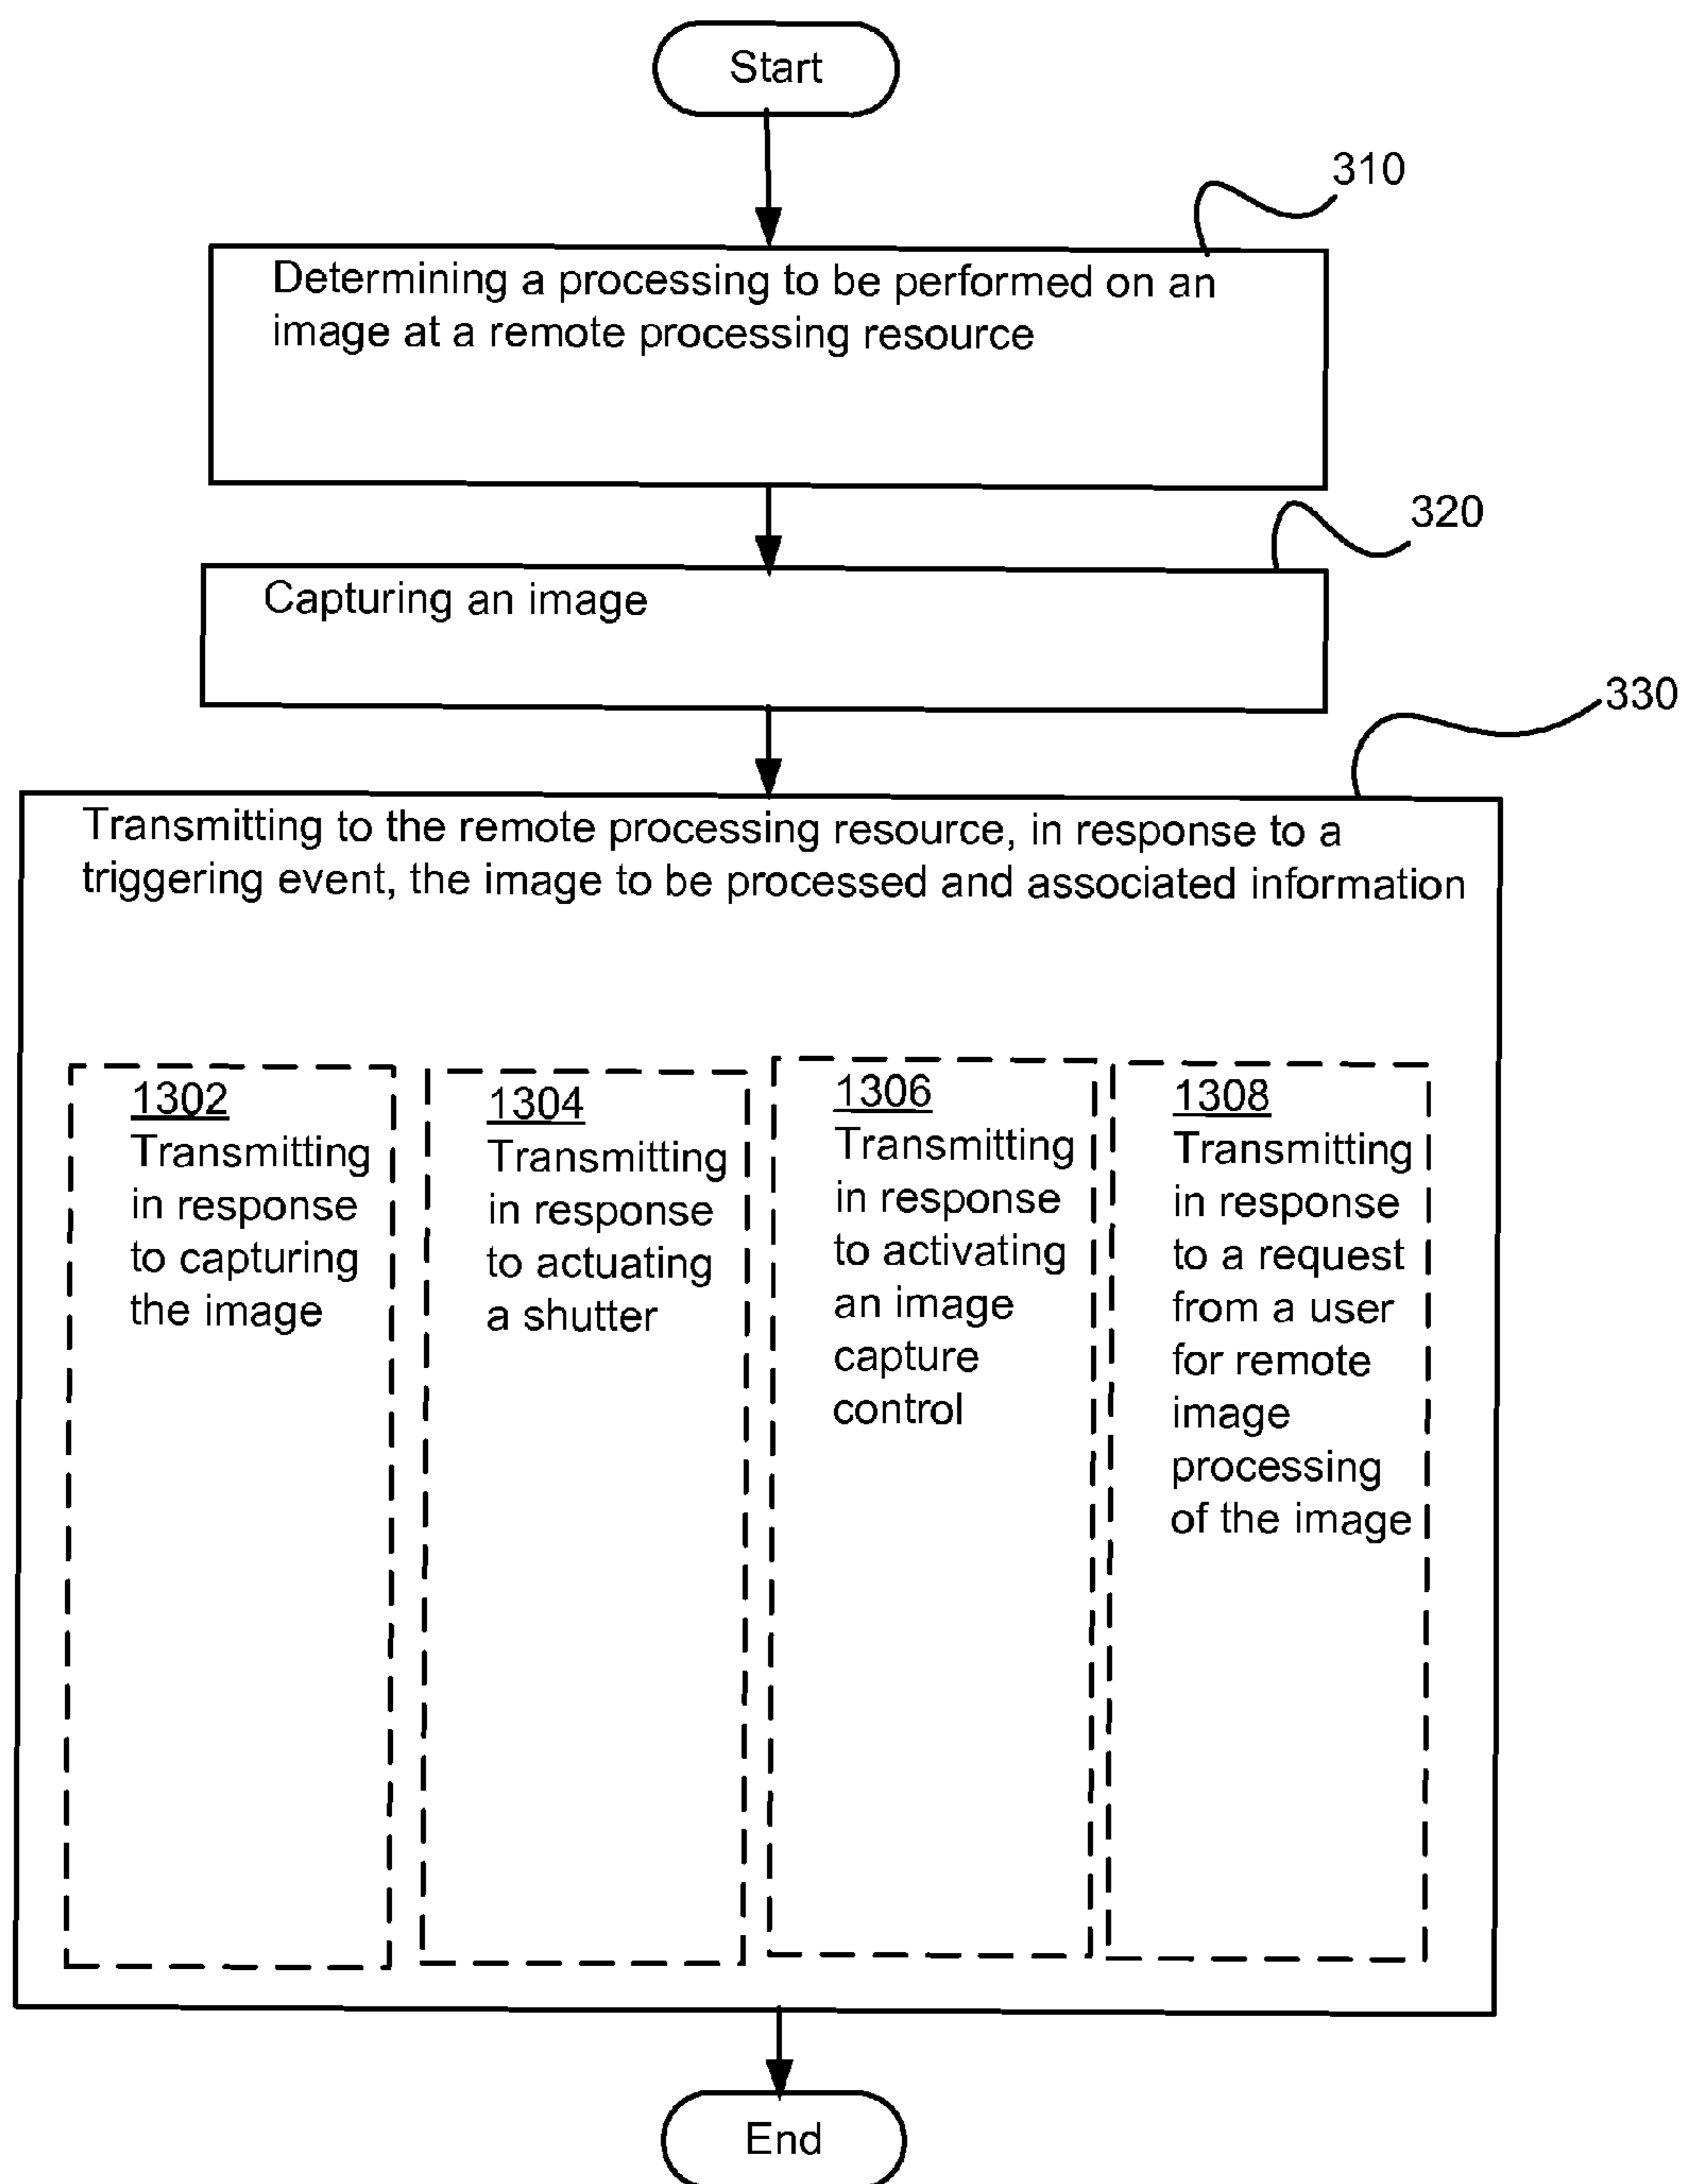 Start
310
Determining a processing to be performed on an
image at a remote processing resource
320
Capturing an image
330
Transmitting to the remote processing resource, in response to a
triggering event, the image to be processed and associated information
1302
Transmitting
in response
to capturing
the image
1304
Transmitting
in response
to actuating
a shutter
1306
Transmitting
in response
to activating
an image
capture
control
1308
Transmitting
in response
to a request
from a user
for remote
image
processing
of the image
End